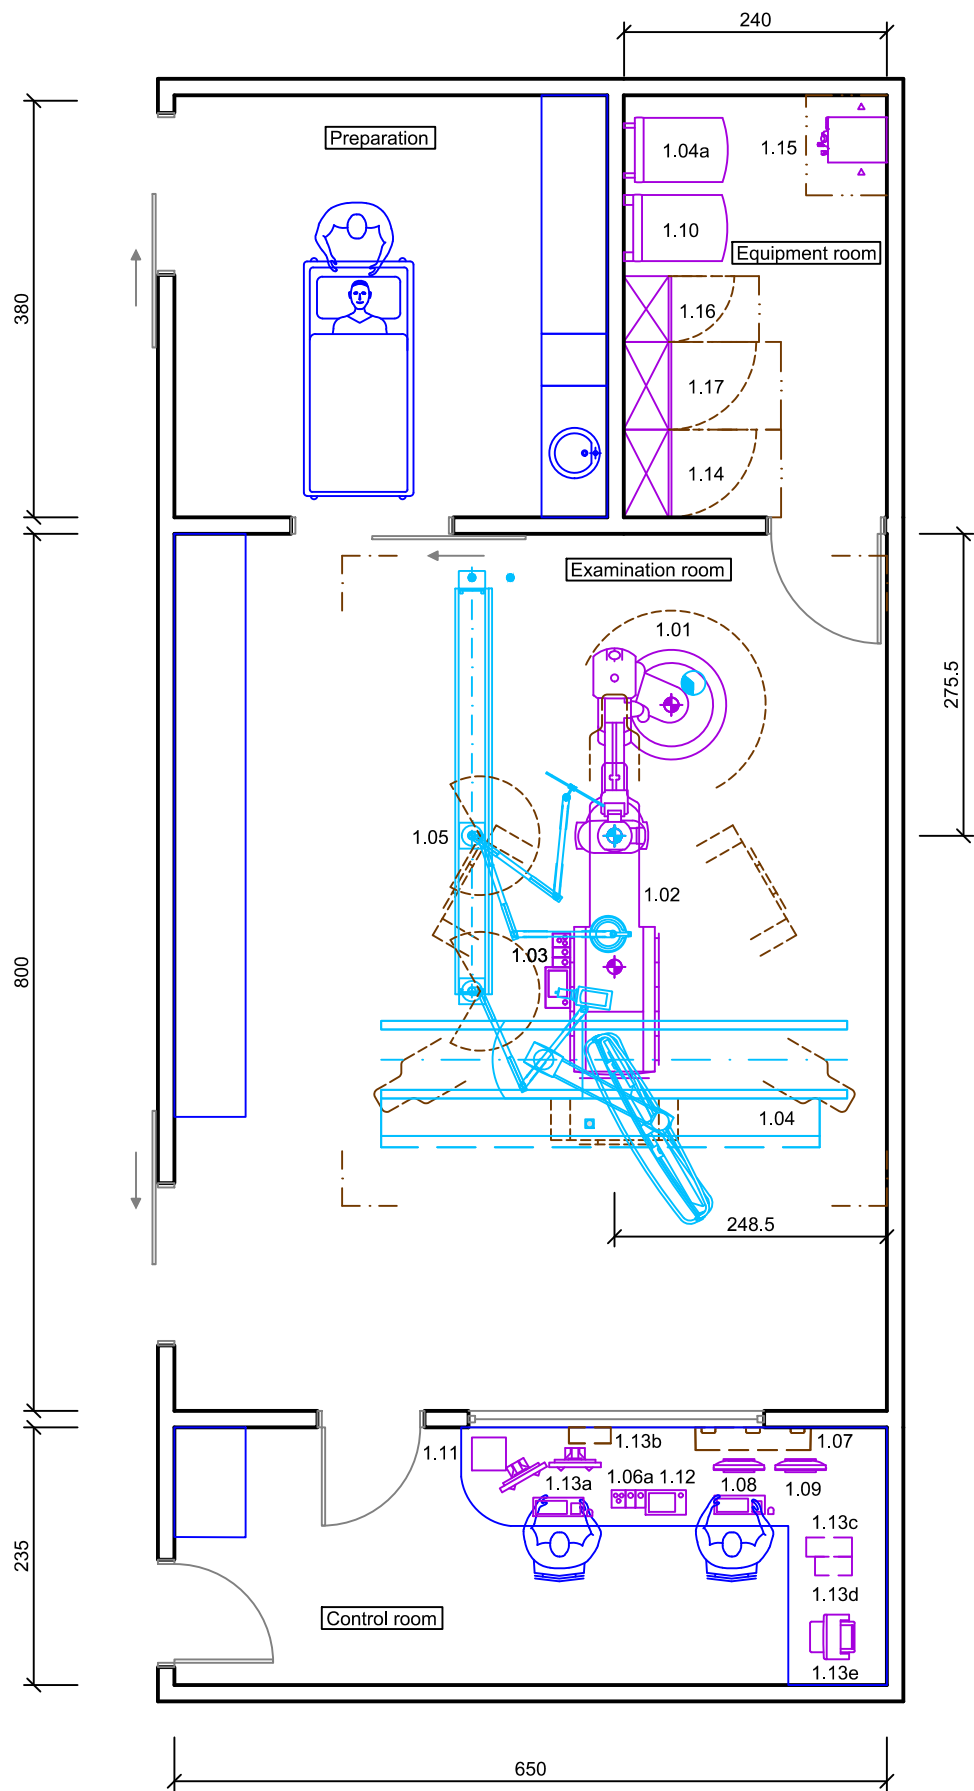 240
Preparation
1.04a
1.15
1.10
Equipment room
380
1.16
1.17
1.14
Examination room
1.01
275.5
1.05
1.02
1.03
800
1.04
248.5
1.11
1.13b
1.07
1.13a
1.06a 1.12
1.08
1.09
1.13c
235
1.13d
Control room
1.13e
650